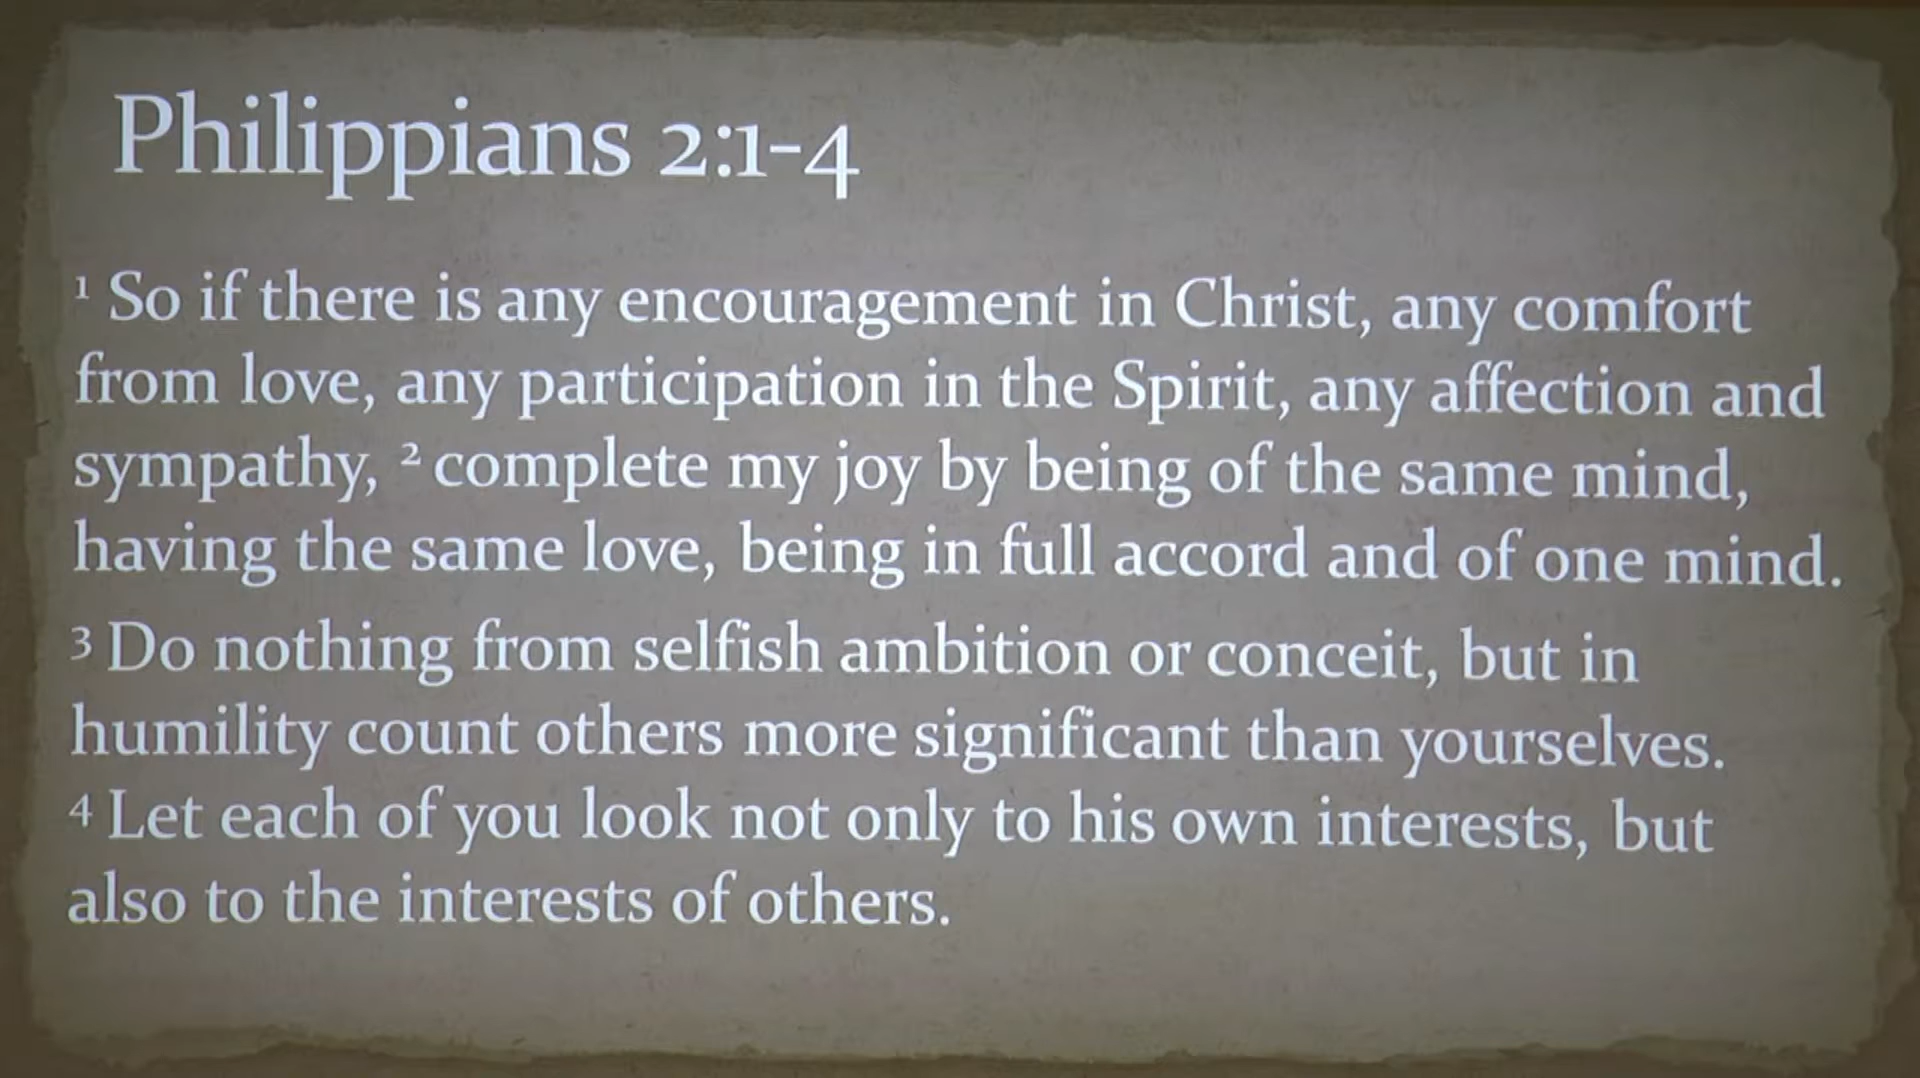 Philippians 2:1-4
1 So if there is any encouragement in Christ, any comfort
from love, any participation in the Spirit, any affection and
sympathy, 2 complete my joy by being of the same mind,
having the same love, being in full accord and of one mind.
3 Do nothing from selfish ambition or conceit, but in
humility count others more significant than yourselves.
4 Let each of you look not only to his own interests, but
also to the interests of others.